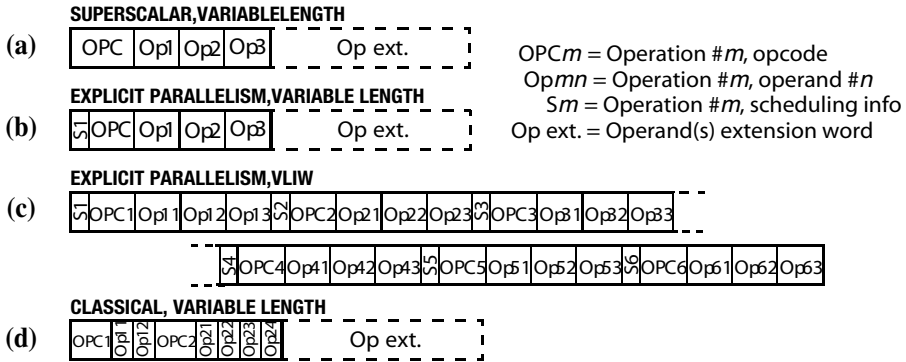 SUPERSCALAR,VARIABLELENGTH
(a) OPC Op1 Op2 Op3 Op ext.
EXPLICIT PARALLELISM,VARIABLE LENGTH
(b) S1 OPC Op1 Op2 Op3 Op ext.
OPCm = Operation #m, opcode
Opmn = Operation #m, operand #n
Sm = Operation #m, scheduling info
Op ext. = Operand(s) extension word
EXPLICIT PARALLELISM,VLIW
(c) S1 OPC1 Op11 Op12 Op13 S2 OPC2 Op21 Op22 Op23 S3 OPC3 Op31 Op32 Op33
S4 OPC4 Op41 Op42 Op43 S5 OPC5 Op51 Op52 Op53 S6 OPC6 Op61 Op62 Op63
CLASSICAL, VARIABLE LENGTH
(d) OPC1 Op11 Op12 OPC2 Op21 Op22 Op23 Op24 Op ext.